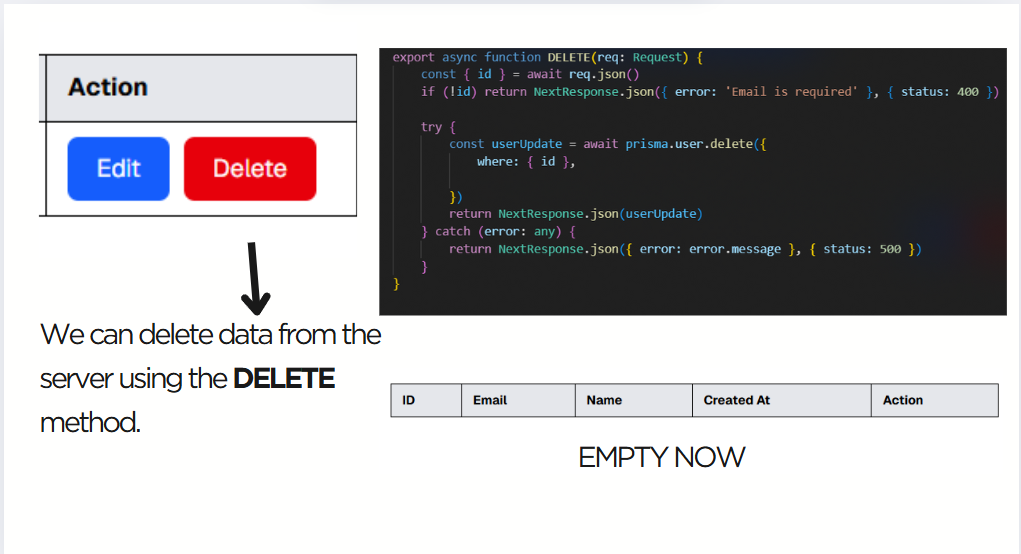 Action
Edit Delete
We can delete data from the
server using the DELETE
method.
export async function DELETE(req: Request) {
const { id } = await req.json()
if (!id) return NextResponse.json({ error: 'Email is required' }, { status: 400 })
try {
const userUpdate = await prisma.user.delete({
where: { id },
})
return NextResponse.json(userUpdate)
} catch (error: any) {
return NextResponse.json({ error: error.message }, { status: 500 })
}
}
ID Email Name Created At Action
EMPTY NOW